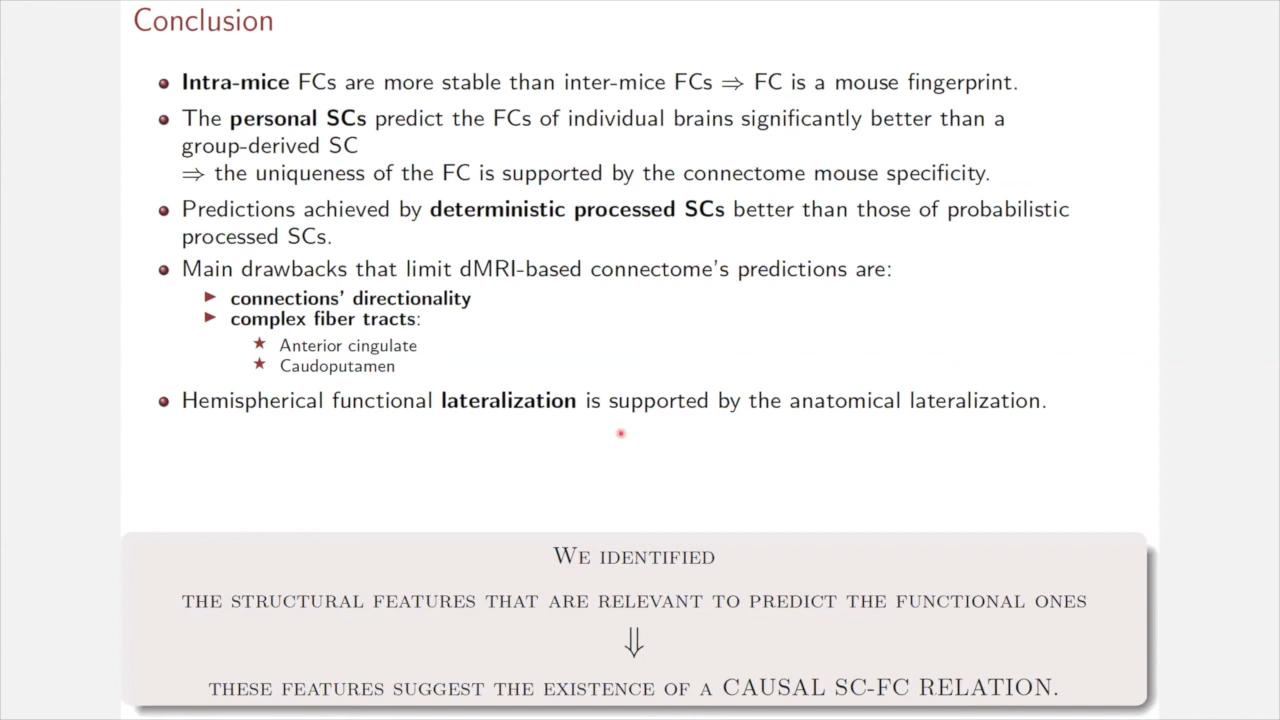 Conclusion
Intra-mice FCs are more stable than inter-mice FCs ⇒ FC is a mouse fingerprint.
The personal SCs predict the FCs of individual brains significantly better than a
group-derived SC
⇒ the uniqueness of the FC is supported by the connectome mouse specificity.
Predictions achieved by deterministic processed SCs better than those of probabilistic
processed SCs.
Main drawbacks that limit dMRI-based connectome's predictions are:
connections' directionality
complex fiber tracts:
Anterior cingulate
Caudoputamen
Hemispherical functional lateralization is supported by the anatomical lateralization.
We identified
the structural features that are relevant to predict the functional ones
⇓
these features suggest the existence of a CAUSAL SC-FC RELATION.